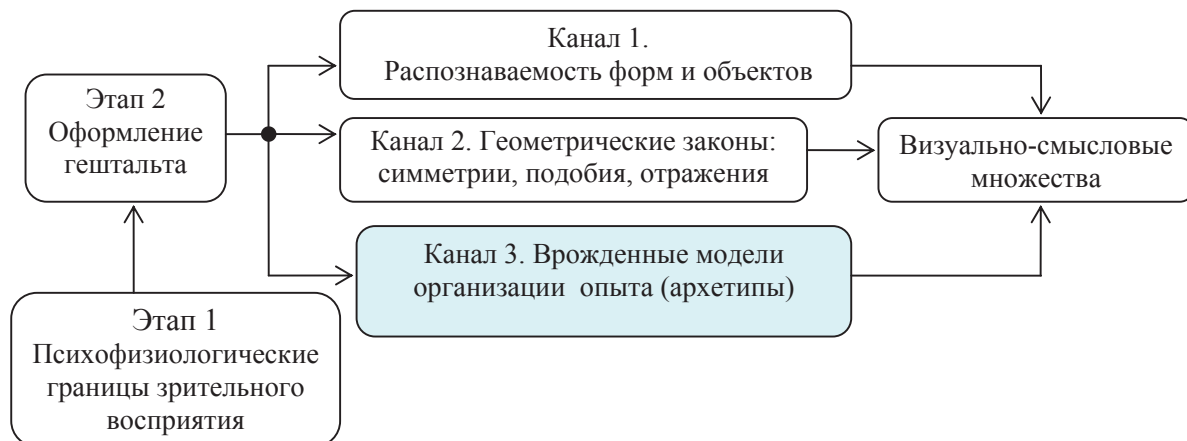 Канал 1.
Распознаваемость форм и объектов
Этап 2
Оформление
гештальта
Канал 2. Геометрические законы:
симметрии, подобия, отражения
Визуально-смысловые
множества
Канал 3. Врожденные модели
организации опыта (архетипы)
Этап 1
Психофизиологические
границы зрительного
восприятия